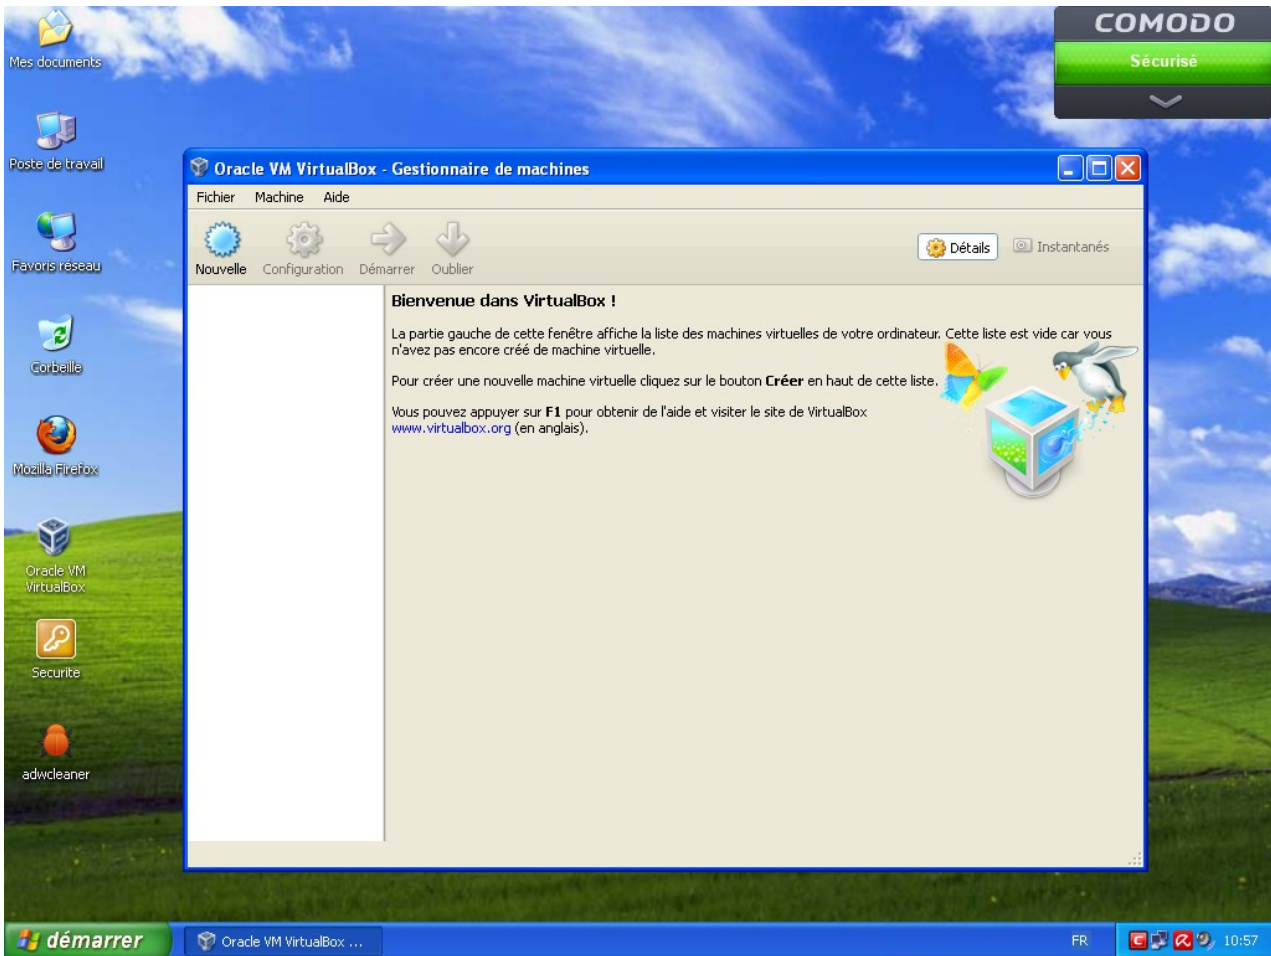 Mes documents
Poste de travail
Favoris réseau
Corbeille
Mozilla Firefox
Oracle VM
VirtualBox
Securite
adwcleaner
COMODO
Sécurisé
Oracle VM VirtualBox - Gestionnaire de machines
Fichier Machine Aide
Nouvelle Configuration Démarrer Oublier
Détails Instantanés
Bienvenue dans VirtualBox !
La partie gauche de cette fenêtre affiche la liste des machines virtuelles de votre ordinateur. Cette liste est vide car vous
n'avez pas encore créé de machine virtuelle.
Pour créer une nouvelle machine virtuelle cliquez sur le bouton Créer en haut de cette liste.
Vous pouvez appuyer sur F1 pour obtenir de l'aide et visiter le site de VirtualBox
www.virtualbox.org (en anglais).
démarrer
Oracle VM VirtualBox ...
FR
10:57